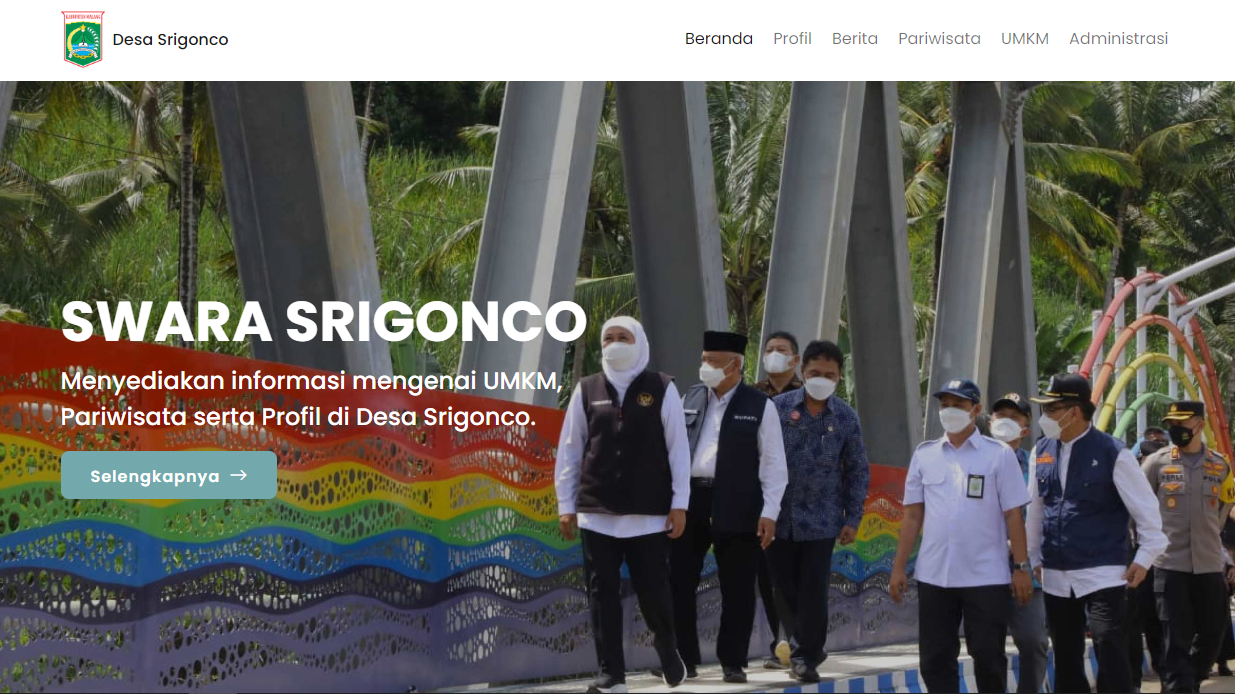 KABUPATEN MALANG
Desa Srigonco
Beranda
Profil
Berita
Pariwisata
UMKM
Administrasi
SWARA SRIGONCO
Menyediakan informasi mengenai UMKM,
Pariwisata serta Profil di Desa Srigonco.
Selengkapnya →
BUPATI